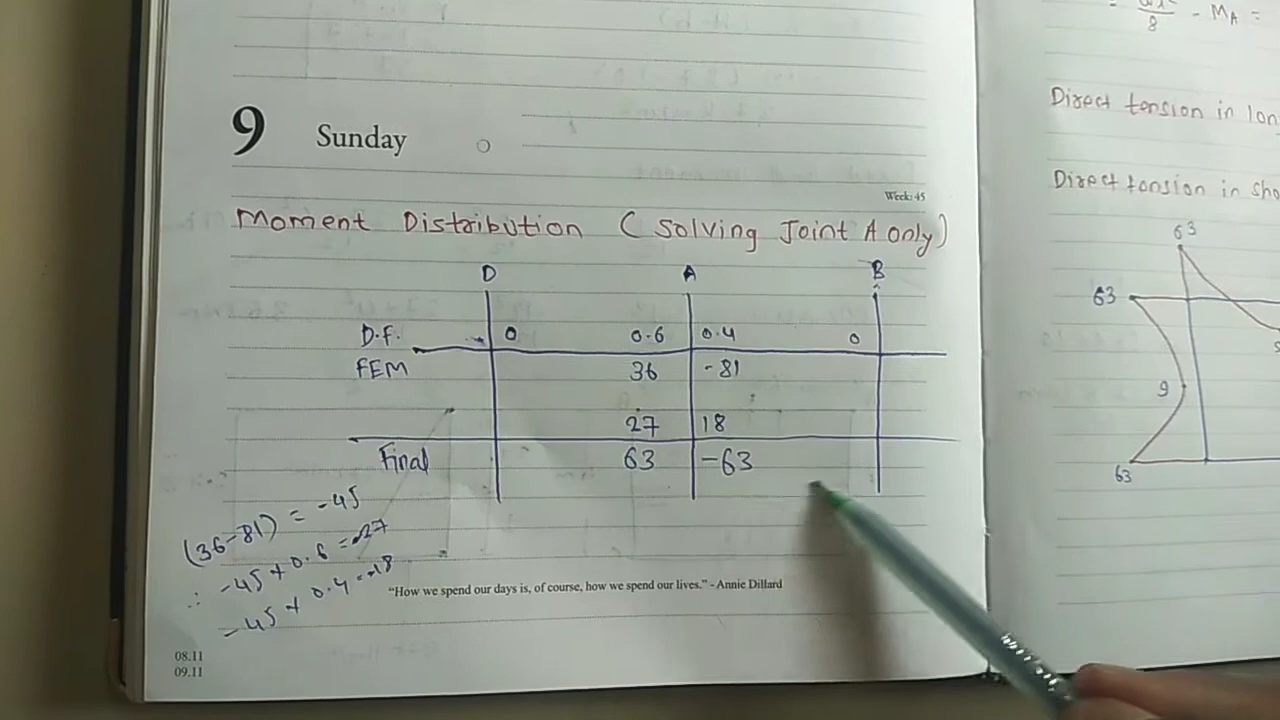 9 Sunday
Week: 45
Moment Distribution (Solving Joint A only)
D A B
D.F. 0 0.6 0.4 0
FEM 36 -81
27 18
Final 63 -63
(36-81) = -45
∴ -45 × 0.6 = -27
-45 × 0.4 = -18
"How we spend our days is, of course, how we spend our lives." - Annie Dillard
08.11
09.11
8 - MA =
Direct tension in lon
Direct tension in sho
63
63
9
63